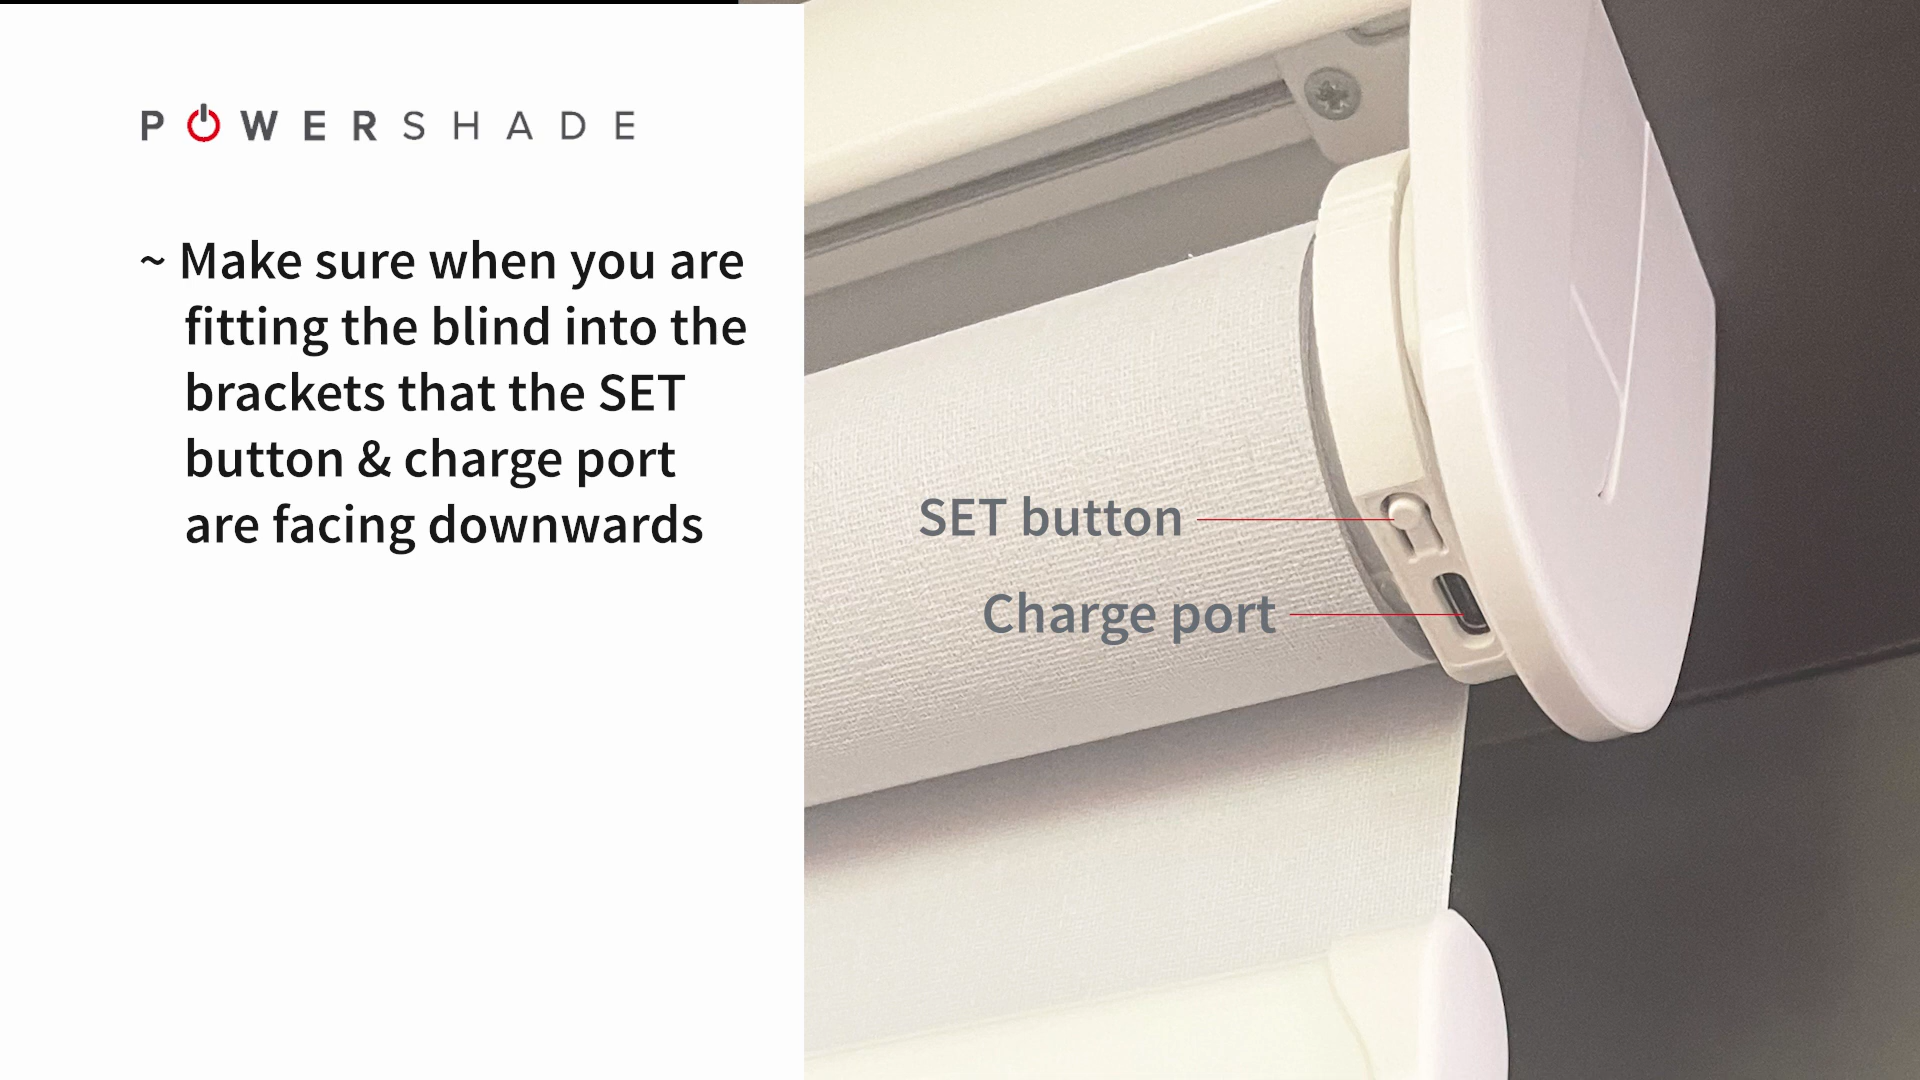 POWERSHADE
~ Make sure when you are
fitting the blind into the
brackets that the SET
button & charge port
are facing downwards
SET button
Charge port